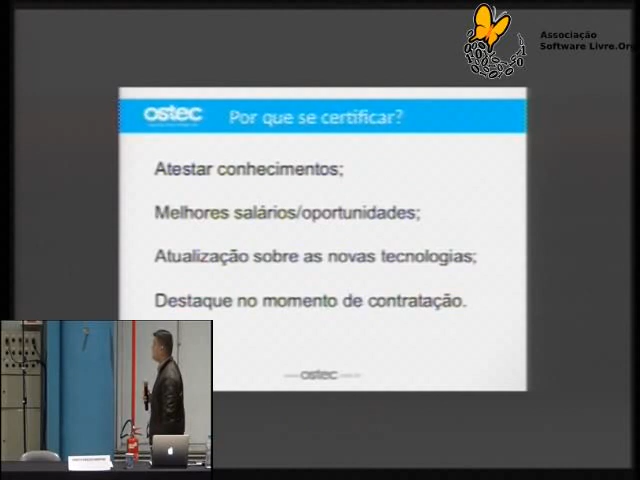 Associação
Software Livre.Or
ostec
Por que se certificar?
Atestar conhecimentos;
Melhores salários/oportunidades;
Atualização sobre as novas tecnologias;
Destaque no momento de contratação.
ostec